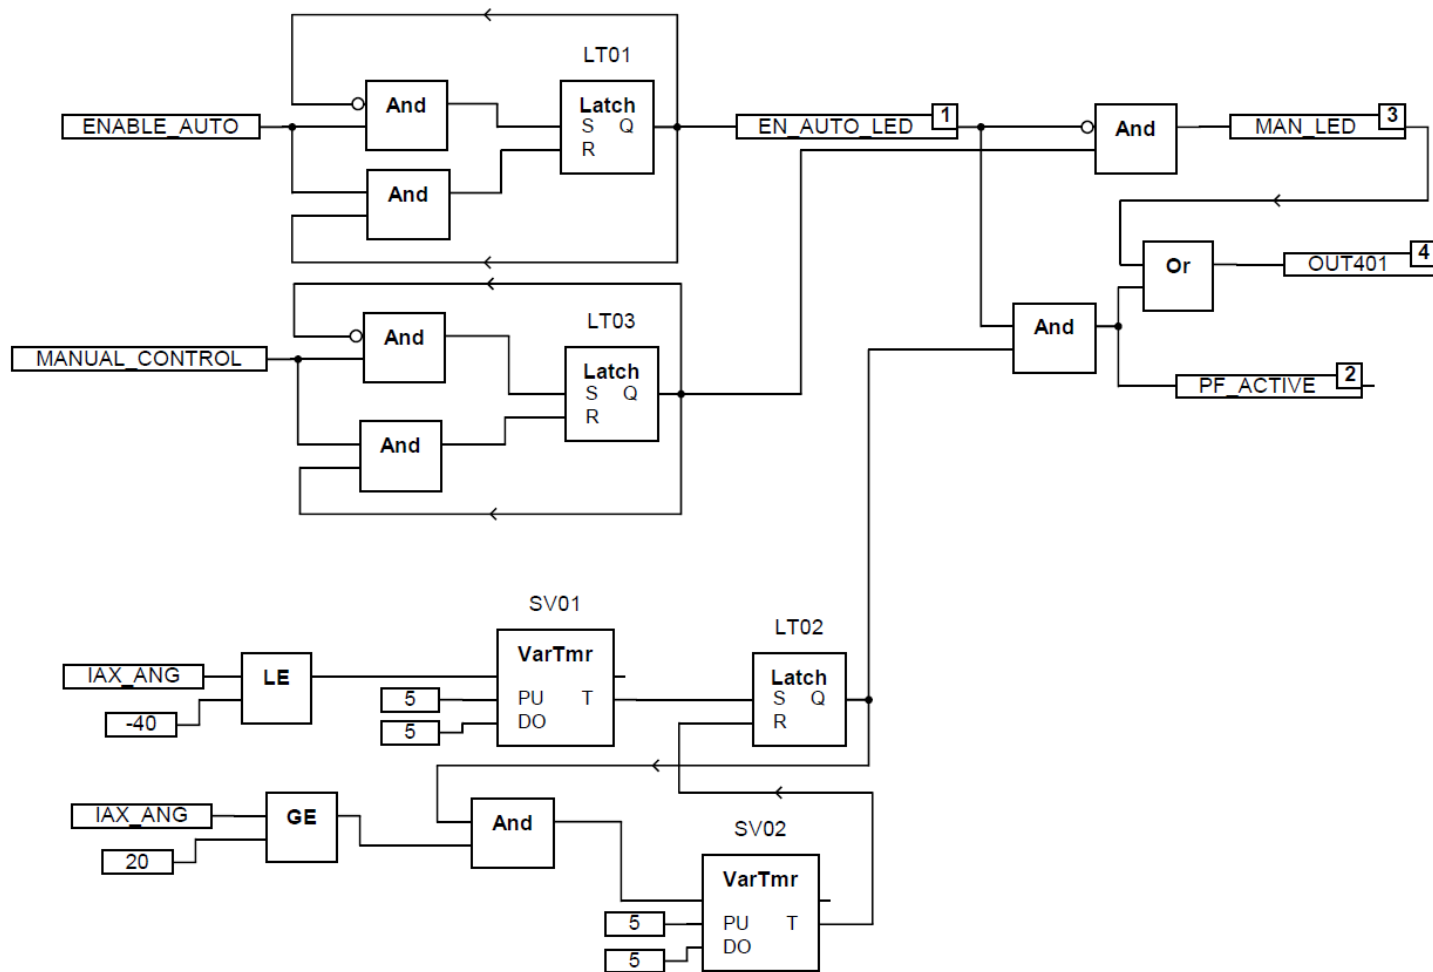 LT01
And
Latch
S Q
R
ENABLE_AUTO
EN_AUTO_LED
1
And
MAN_LED
3
And
Or
OUT401
4
LT03
And
Latch
S Q
R
MANUAL_CONTROL
And
And
PF_ACTIVE
2
SV01
VarTmr
PU T
DO
LT02
Latch
S Q
R
IAX_ANG
LE
-40
5
5
IAX_ANG
GE
20
And
SV02
VarTmr
PU T
DO
5
5